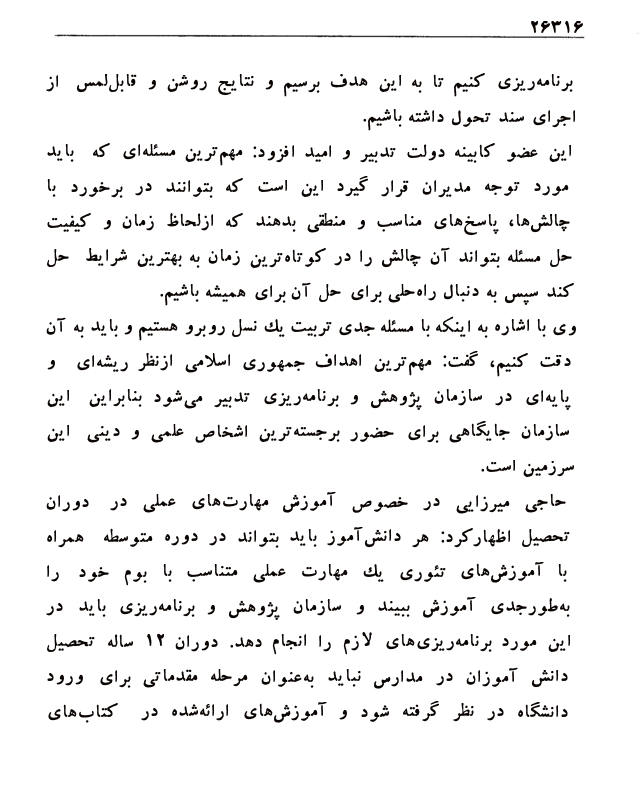 ۲۶۳۱۶
برنامه‌ریزی کنیم تا به این هدف برسیم و نتایج روشن و قابل‌لمس از
اجرای سند تحول داشته باشیم.
این عضو کابینه دولت تدبیر و امید افزود: مهم‌ترین مسئله‌ای که باید
مورد توجه مدیران قرار گیرد این است که بتوانند در برخورد با
چالش‌ها، پاسخ‌های مناسب و منطقی بدهند که ازلحاظ زمان و کیفیت
حل مسئله بتواند آن چالش را در کوتاه‌ترین زمان به بهترین شرایط حل
کند سپس به دنبال راه‌حلی برای حل آن برای همیشه باشیم.
وی با اشاره به اینکه با مسئله جدی تربیت یك نسل روبرو هستیم و باید به آن
دقت کنیم، گفت: مهم‌ترین اهداف جمهوری اسلامی ازنظر ریشه‌ای و
پایه‌ای در سازمان پژوهش و برنامه‌ریزی تدبیر می‌شود بنابراین این
سازمان جایگاهی برای حضور برجسته‌ترین اشخاص علمی و دینی این
سرزمین است.
حاجی میرزایی در خصوص آموزش مهارت‌های عملی در دوران
تحصیل اظهارکرد: هر دانش‌آموز باید بتواند در دوره متوسطه همراه
با آموزش‌های تئوری یك مهارت عملی متناسب با بوم خود را
به‌طورجدی آموزش ببیند و سازمان پژوهش و برنامه‌ریزی باید در
این مورد برنامه‌ریزی‌های لازم را انجام دهد. دوران ۱۲ ساله تحصیل
دانش آموزان در مدارس نباید به‌عنوان مرحله مقدماتی برای ورود
دانشگاه در نظر گرفته شود و آموزش‌های ارائه‌شده در کتاب‌های